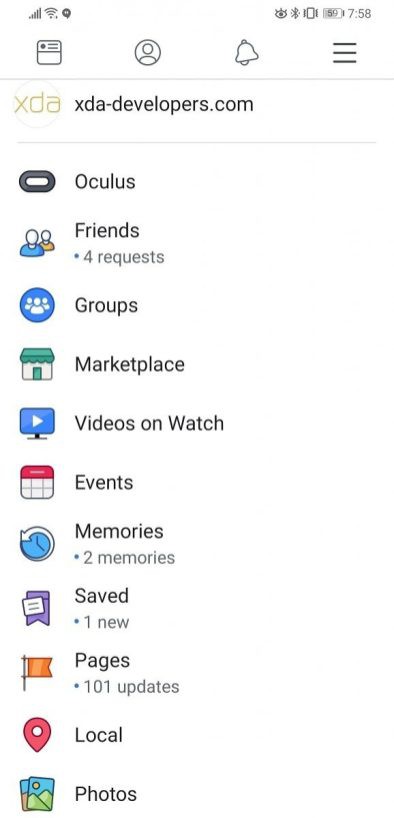 59 7:58
xda xda-developers.com
Oculus
Friends
• 4 requests
Groups
Marketplace
Videos on Watch
Events
Memories
• 2 memories
Saved
• 1 new
Pages
• 101 updates
Local
Photos